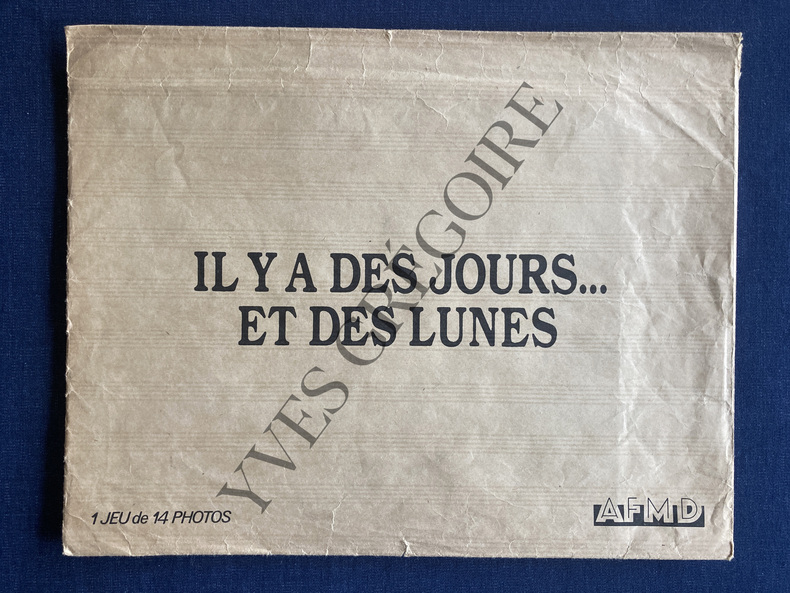 IL Y A DES JOURS...
ET DES LUNES
YVES GRÉGOIRE
1 JEU de 14 PHOTOS
AFMD